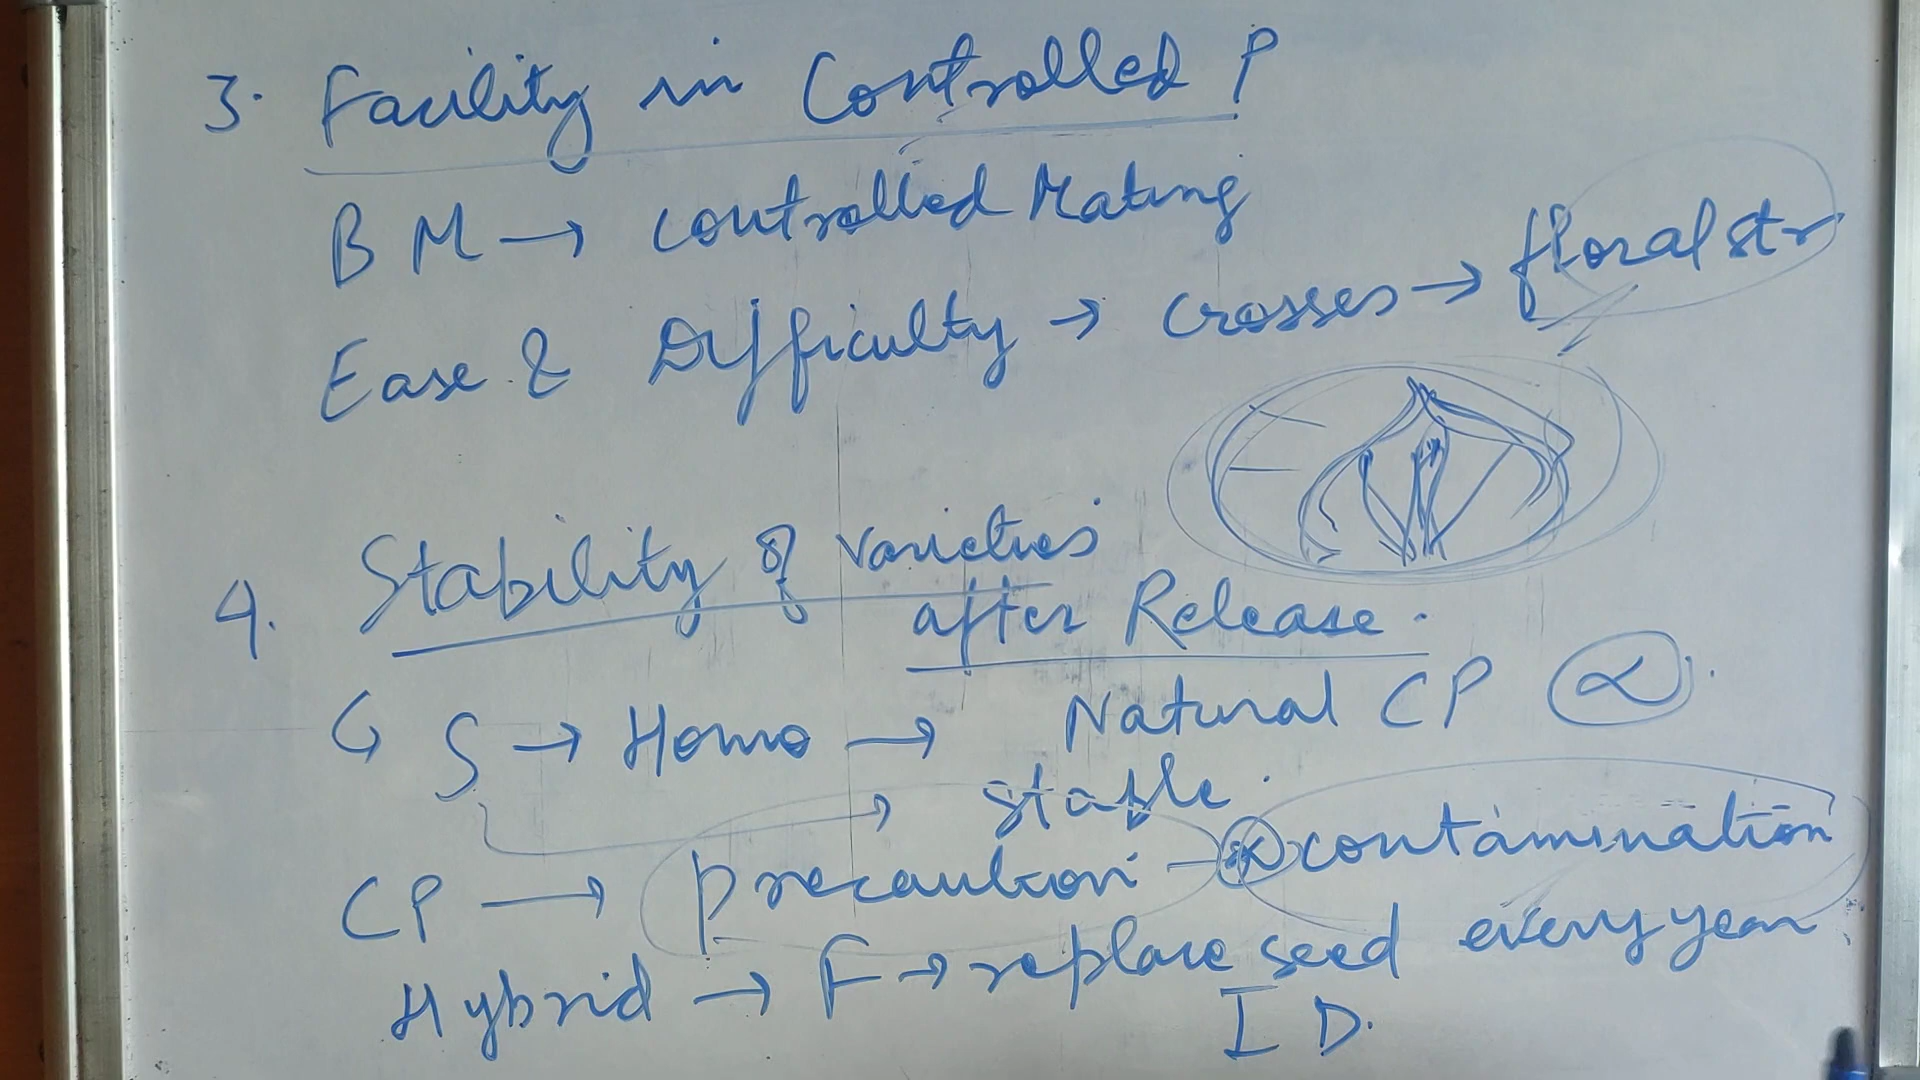 3. Facility in Controlled P
B M → controlled Mating
Ease & Difficulty → crosses → floral str
4. Stability of varieties
after Release.
↳ S → Homo → Natural CP
→ stable.
CP → precaution - contamination
Hybrid → F → replace seed every year
I D.